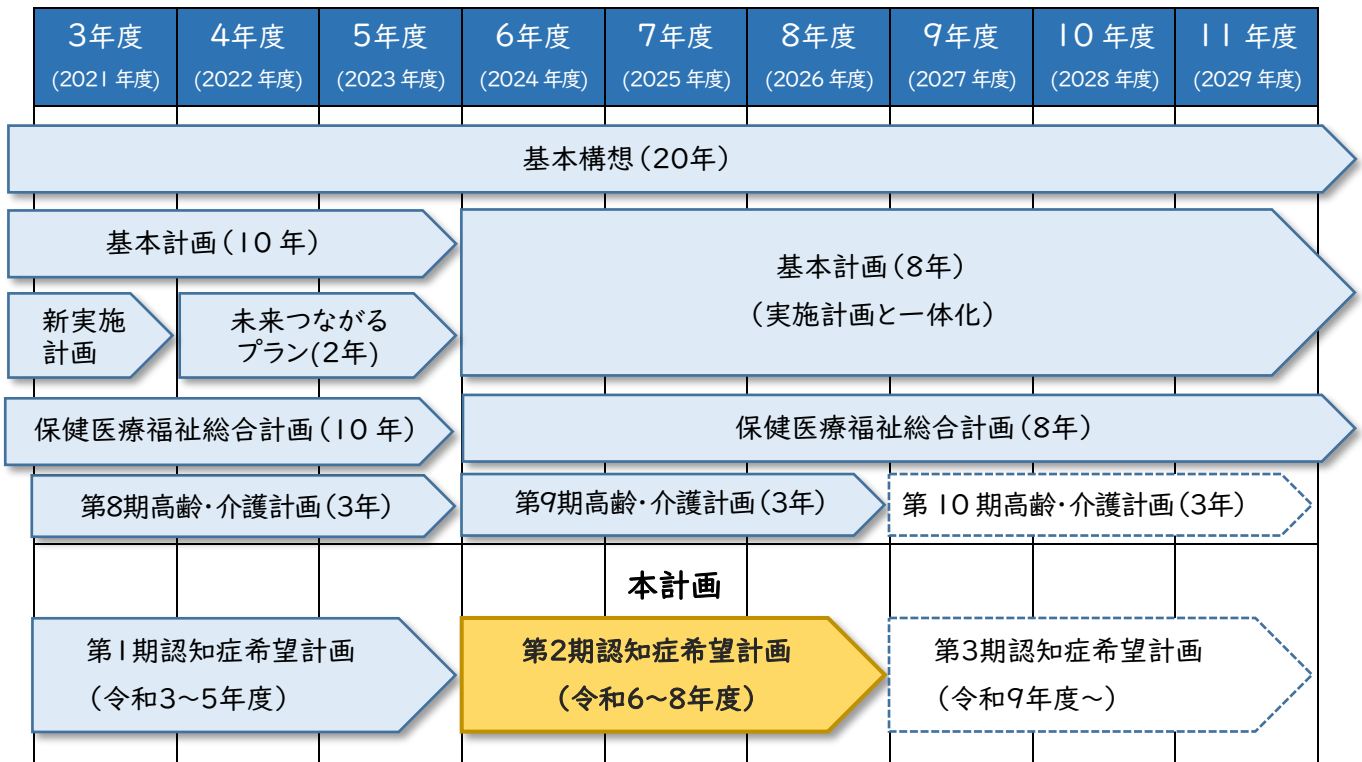 3年度 4年度 5年度 6年度 7年度 8年度 9年度 10年度 11年度
(2021年度) (2022年度) (2023年度) (2024年度) (2025年度) (2026年度) (2027年度) (2028年度) (2029年度)
基本構想(20年)
基本計画(10年)
基本計画(8年)
(実施計画と一体化)
新実施
計画
未来つながる
プラン(2年)
保健医療福祉総合計画(10年)
保健医療福祉総合計画(8年)
第8期高齢・介護計画(3年)
第9期高齢・介護計画(3年)
第10期高齢・介護計画(3年)
本計画
第1期認知症希望計画
(令和3~5年度)
第2期認知症希望計画
(令和6~8年度)
第3期認知症希望計画
(令和9年度~)